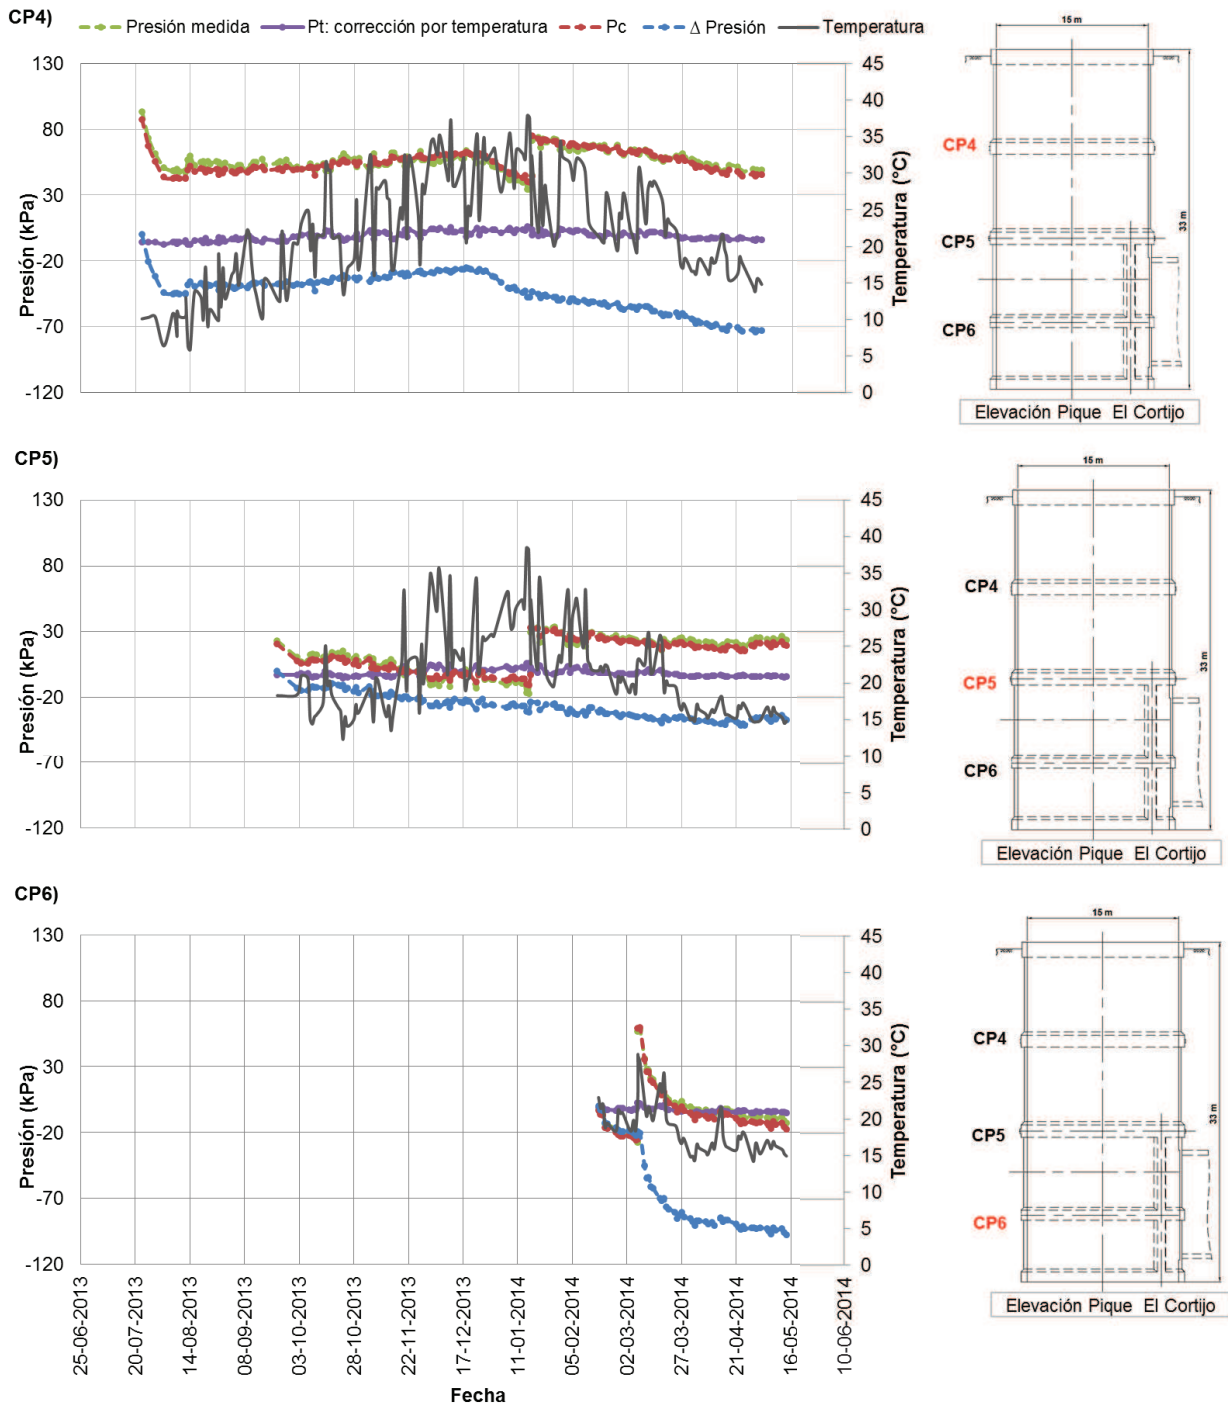 CP4)
Presión medida Pt: corrección por temperatura Pc Δ Presión Temperatura
130
80
30
-20
-70
-120
Presión (kPa)
45
40
35
30
25
20
15
10
5
0
Temperatura (°C)
15 m
CP4
CP5
CP6
33 m
Elevación Pique El Cortijo
CP5)
130
80
30
-20
-70
-120
Presión (kPa)
45
40
35
30
25
20
15
10
5
0
Temperatura (°C)
15 m
CP4
CP5
CP6
33 m
Elevación Pique El Cortijo
CP6)
130
80
30
-20
-70
-120
Presión (kPa)
45
40
35
30
25
20
15
10
5
0
Temperatura (°C)
25-06-2013
20-07-2013
14-08-2013
08-09-2013
03-10-2013
28-10-2013
22-11-2013
17-12-2013
11-01-2014
05-02-2014
02-03-2014
27-03-2014
21-04-2014
16-05-2014
10-06-2014
Fecha
15 m
CP4
CP5
CP6
33 m
Elevación Pique El Cortijo